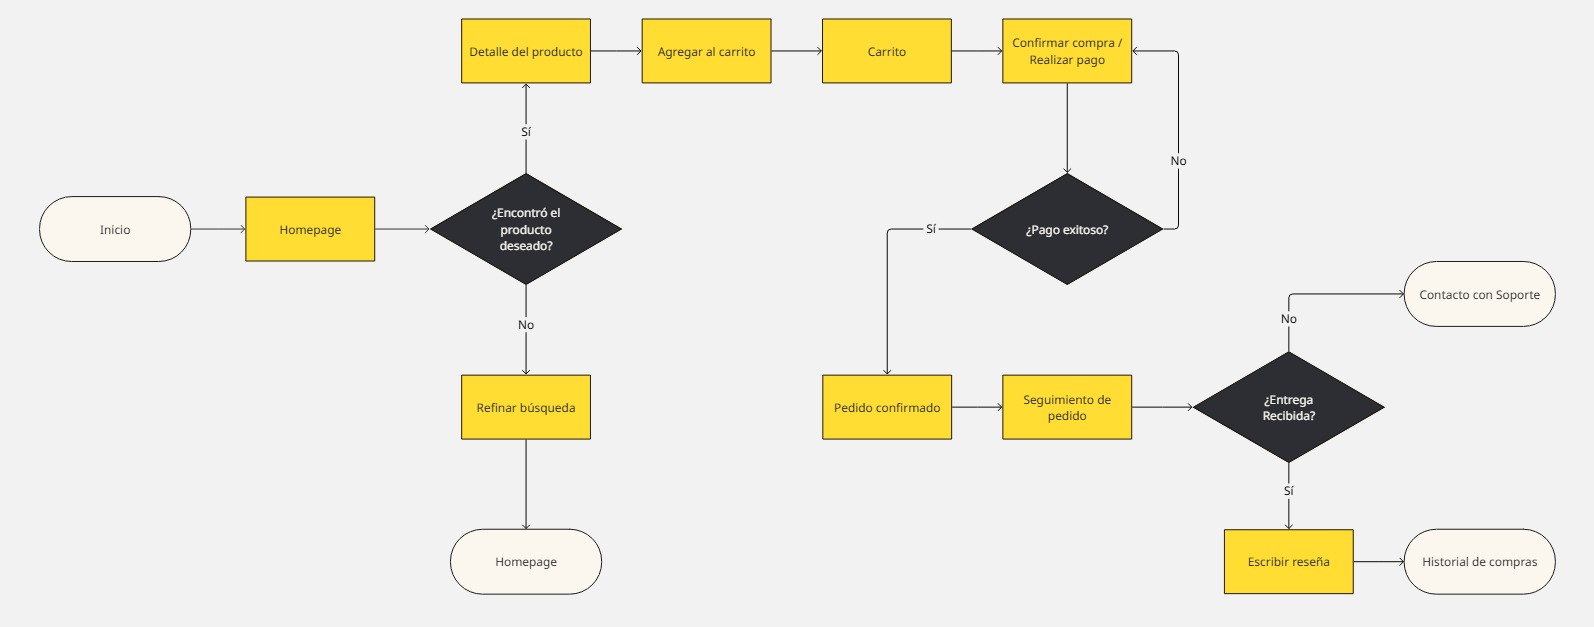 Detalle del producto
Agregar al carrito
Carrito
Confirmar compra /
Realizar pago
Sí
No
Inicio
Homepage
¿Encontró el
producto
deseado?
Sí
¿Pago exitoso?
No
Contacto con Soporte
No
Refinar búsqueda
Pedido confirmado
Seguimiento de
pedido
¿Entrega
Recibida?
Sí
Homepage
Escribir reseña
Historial de compras